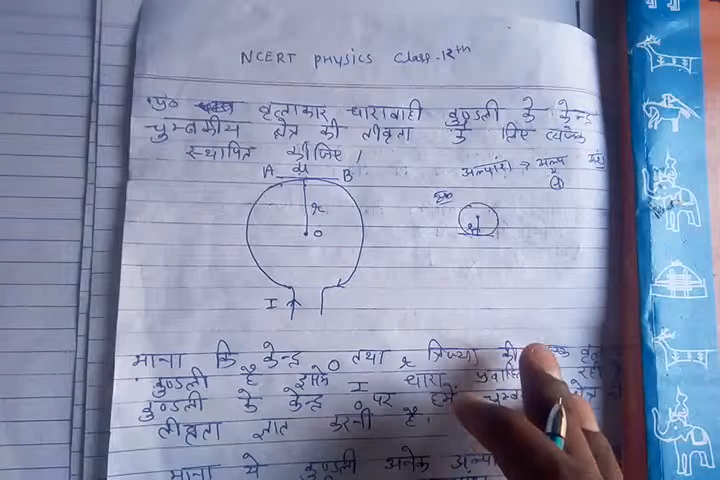 NCERT PHYSICS Class-12th
प्र० वृत्ताकार धारावाही कुण्डली के केन्द्र
चुम्बकीय क्षेत्र की तीव्रता के लिए व्यंजक
स्थापित कीजिए।
A B
r
O
I
माना कि केन्द्र O तथा r त्रिज्या की
कुण्डली है इसमें I धारा
कुण्डली के केन्द्र O पर हमें
तीव्रता ज्ञात करनी है।
माना ये कुण्डली अनेक